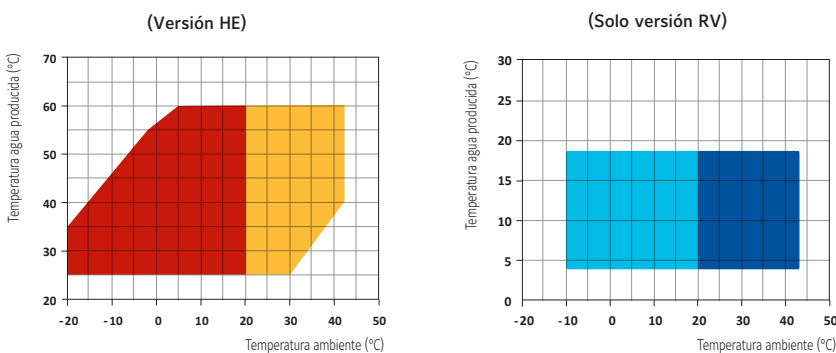 (Versión HE)
Temperatura agua producida (°C)
70
60
50
40
30
20
-20 -10 0 10 20 30 40 50
Temperatura ambiente (°C)
(Solo versión RV)
Temperatura agua producida (°C)
30
25
20
15
10
5
0
-20 -10 0 10 20 30 40 50
Temperatura ambiente (°C)